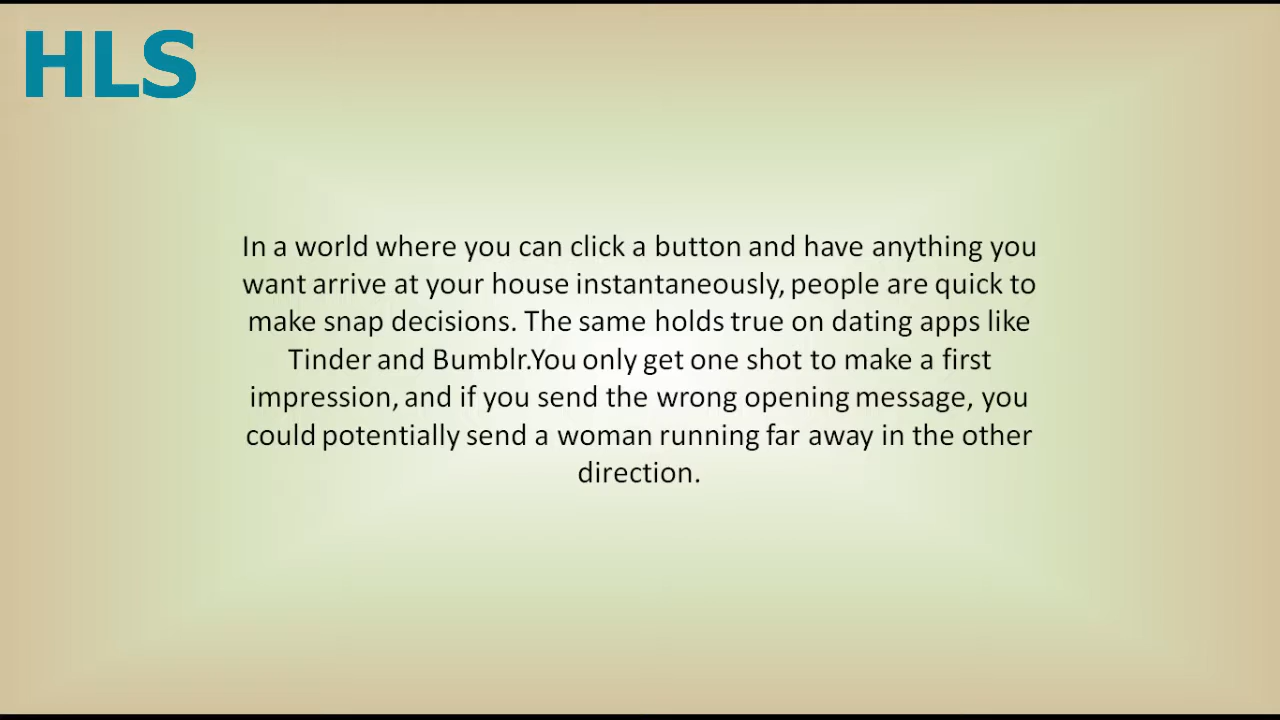 HLS
In a world where you can click a button and have anything you
want arrive at your house instantaneously, people are quick to
make snap decisions. The same holds true on dating apps like
Tinder and Bumblr.You only get one shot to make a first
impression, and if you send the wrong opening message, you
could potentially send a woman running far away in the other
direction.